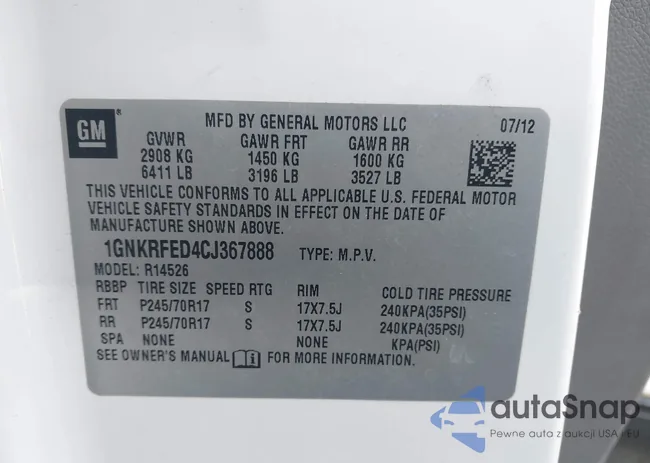 GM
MFD BY GENERAL MOTORS LLC 07/12
GVWR GAWR FRT GAWR RR
2908 KG 1450 KG 1600 KG
6411 LB 3196 LB 3527 LB
THIS VEHICLE CONFORMS TO ALL APPLICABLE U.S. FEDERAL MOTOR
VEHICLE SAFETY STANDARDS IN EFFECT ON THE DATE OF
MANUFACTURE SHOWN ABOVE.
1GNKRFED4CJ367888 TYPE: M.P.V.
MODEL: R14526
RBBP TIRE SIZE SPEED RTG RIM COLD TIRE PRESSURE
FRT P245/70R17 S 17X7.5J 240KPA(35PSI)
RR P245/70R17 S 17X7.5J 240KPA(35PSI)
SPA NONE NONE KPA(PSI)
SEE OWNER'S MANUAL FOR MORE INFORMATION.
autaSnap
Pewne auta z aukcji USA - EU